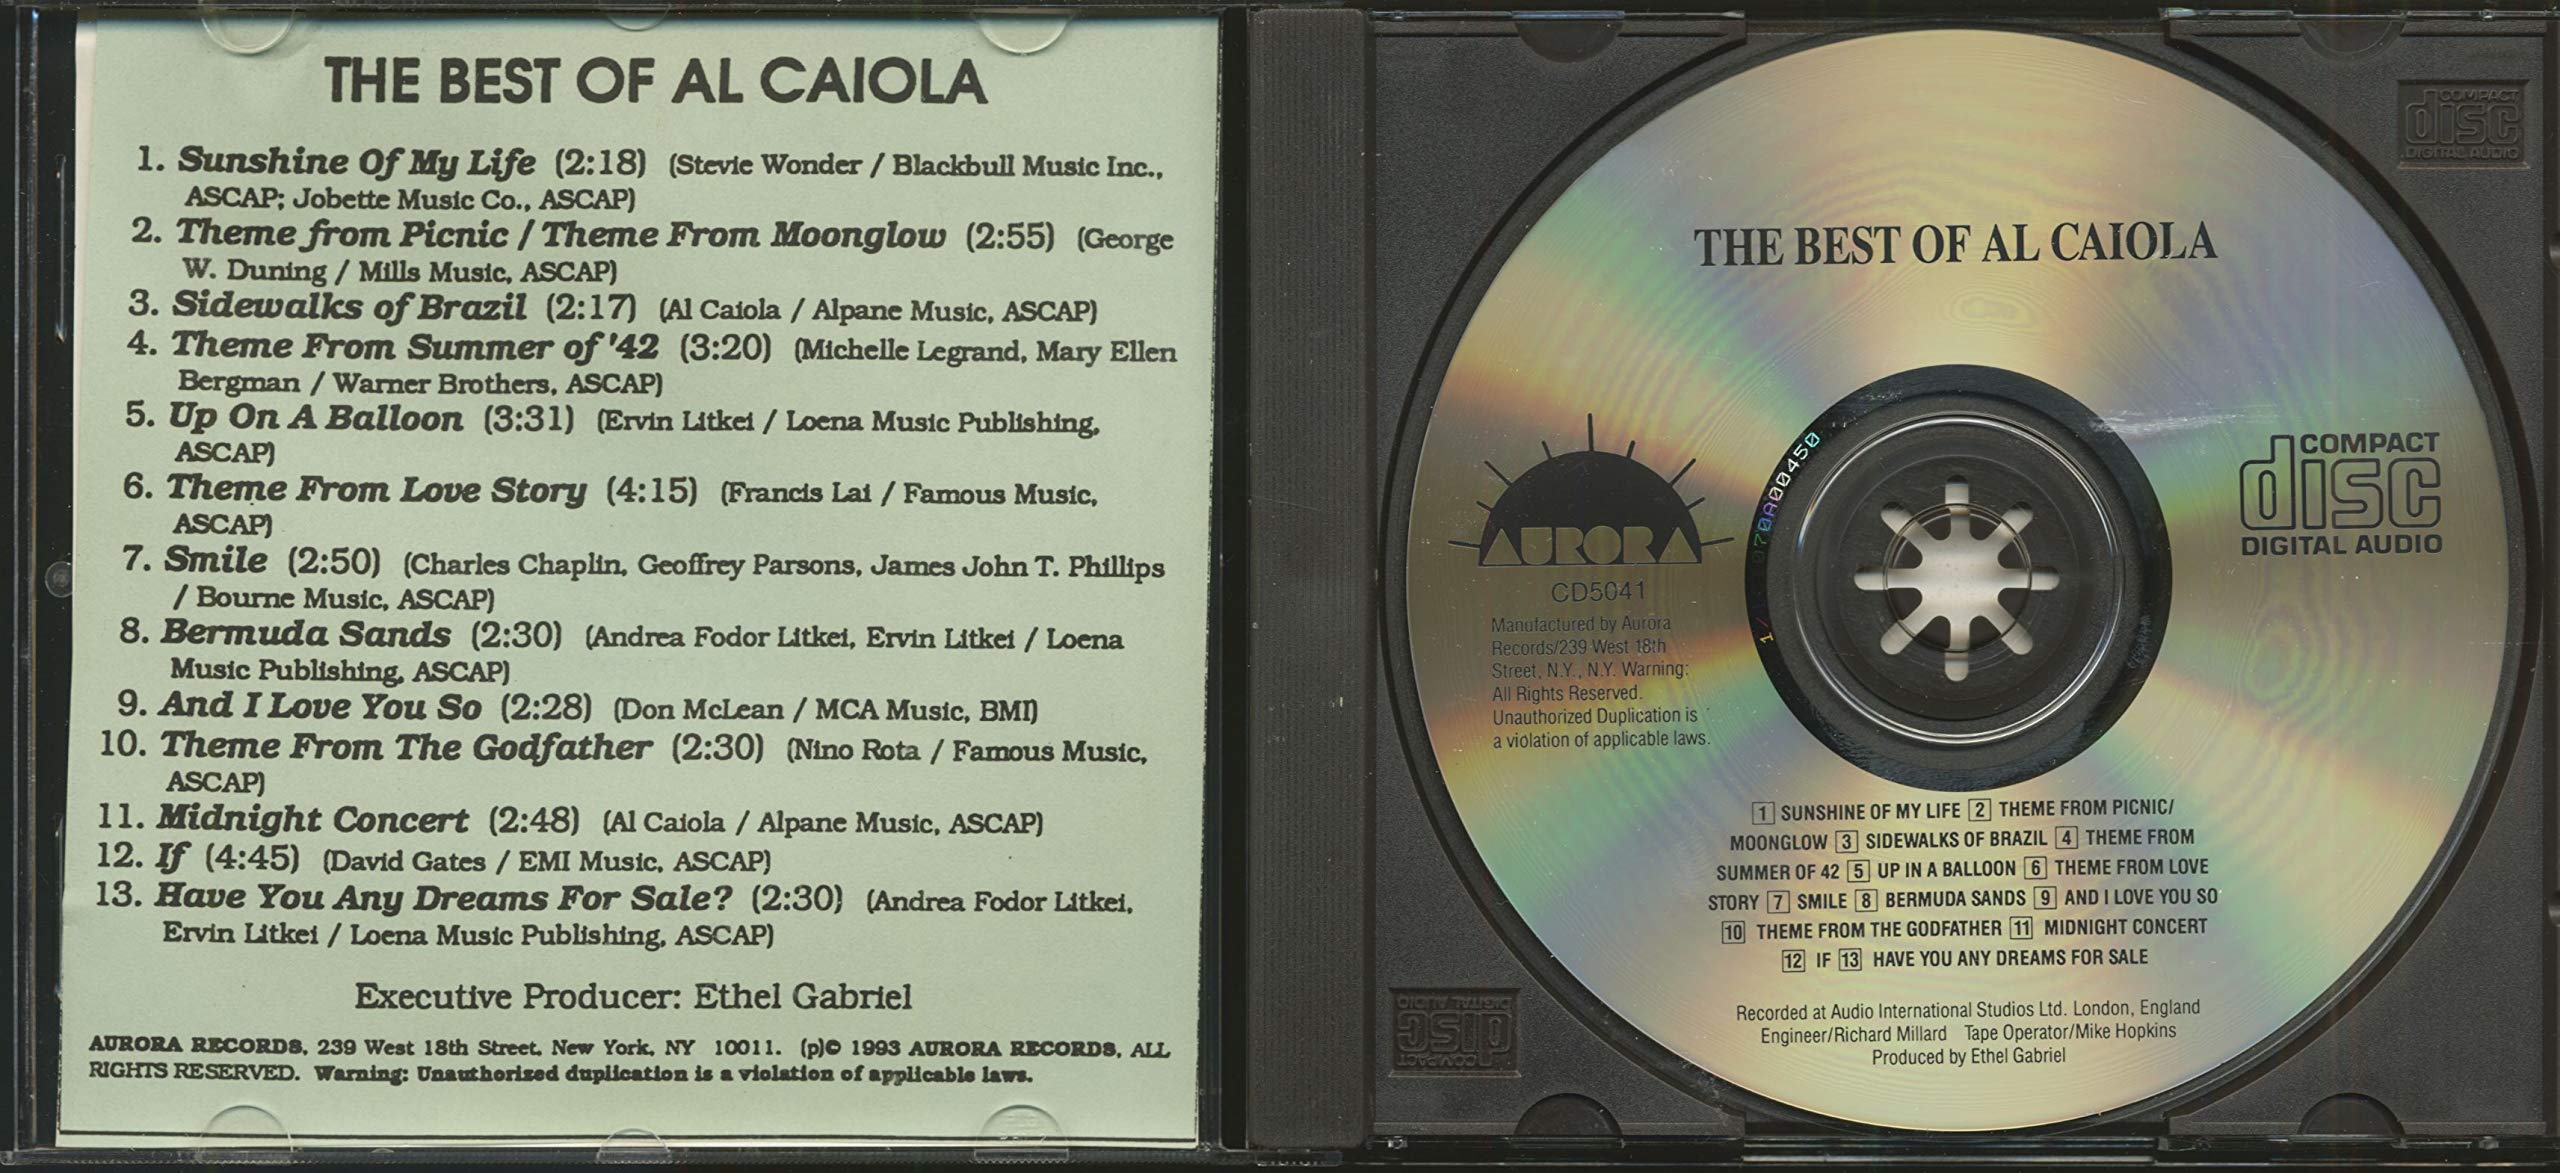 THE BEST OF AL CAIOLA
1. Sunshine Of My Life (2:18) (Stevie Wonder / Blackbull Music Inc.,
ASCAP; Jobette Music Co., ASCAP)
2. Theme from Picnic / Theme From Moonglow (2:55) (George
W. Duning / Mills Music, ASCAP)
3. Sidewalks of Brazil (2:17) (Al Caiola / Alpane Music, ASCAP)
4. Theme From Summer of '42 (3:20) (Michelle Legrand, Mary Ellen
Bergman / Warner Brothers, ASCAP)
5. Up On A Balloon (3:31) (Ervin Litkei / Loena Music Publishing,
ASCAP)
6. Theme From Love Story (4:15) (Francis Lai / Famous Music,
ASCAP)
7. Smile (2:50) (Charles Chaplin, Geoffrey Parsons, James John T. Phillips
/ Bourne Music, ASCAP)
8. Bermuda Sands (2:30) (Andrea Fodor Litkei, Ervin Litkei / Loena
Music Publishing, ASCAP)
9. And I Love You So (2:28) (Don McLean / MCA Music, BMI)
10. Theme From The Godfather (2:30) (Nino Rota / Famous Music,
ASCAP)
11. Midnight Concert (2:48) (Al Caiola / Alpane Music, ASCAP)
12. If (4:45) (David Gates / EMI Music, ASCAP)
13. Have You Any Dreams For Sale? (2:30) (Andrea Fodor Litkei,
Ervin Litkei / Loena Music Publishing, ASCAP)
Executive Producer: Ethel Gabriel
AURORA RECORDS, 239 West 18th Street, New York, NY 10011. (p)© 1993 AURORA RECORDS, ALL
RIGHTS RESERVED. Warning: Unauthorized duplication is a violation of applicable laws.
THE BEST OF AL CAIOLA
AURORA
CD5041
Manufactured by Aurora
Records/239 West 18th
Street, N.Y., N.Y. Warning:
All Rights Reserved.
Unauthorized Duplication is
a violation of applicable laws.
COMPACT
disc
DIGITAL AUDIO
1 SUNSHINE OF MY LIFE 2 THEME FROM PICNIC/
MOONGLOW 3 SIDEWALKS OF BRAZIL 4 THEME FROM
SUMMER OF 42 5 UP IN A BALLOON 6 THEME FROM LOVE
STORY 7 SMILE 8 BERMUDA SANDS 9 AND I LOVE YOU SO
10 THEME FROM THE GODFATHER 11 MIDNIGHT CONCERT
12 IF 13 HAVE YOU ANY DREAMS FOR SALE
Recorded at Audio International Studios Ltd. London, England
Engineer/Richard Millard Tape Operator/Mike Hopkins
Produced by Ethel Gabriel
COMPACT
disc
DIGITAL AUDIO
COMPACT
disc
DIGITAL AUDIO